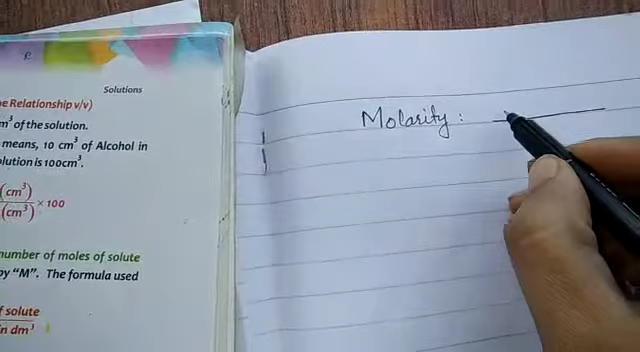 Solutions
e Relationship v/v)
m³ of the solution.
means, 10 cm³ of Alcohol in
olution is 100cm³.
(cm³)
(cm³) × 100
number of moles of solute
by "M". The formula used
f solute
n dm³
Molarity :